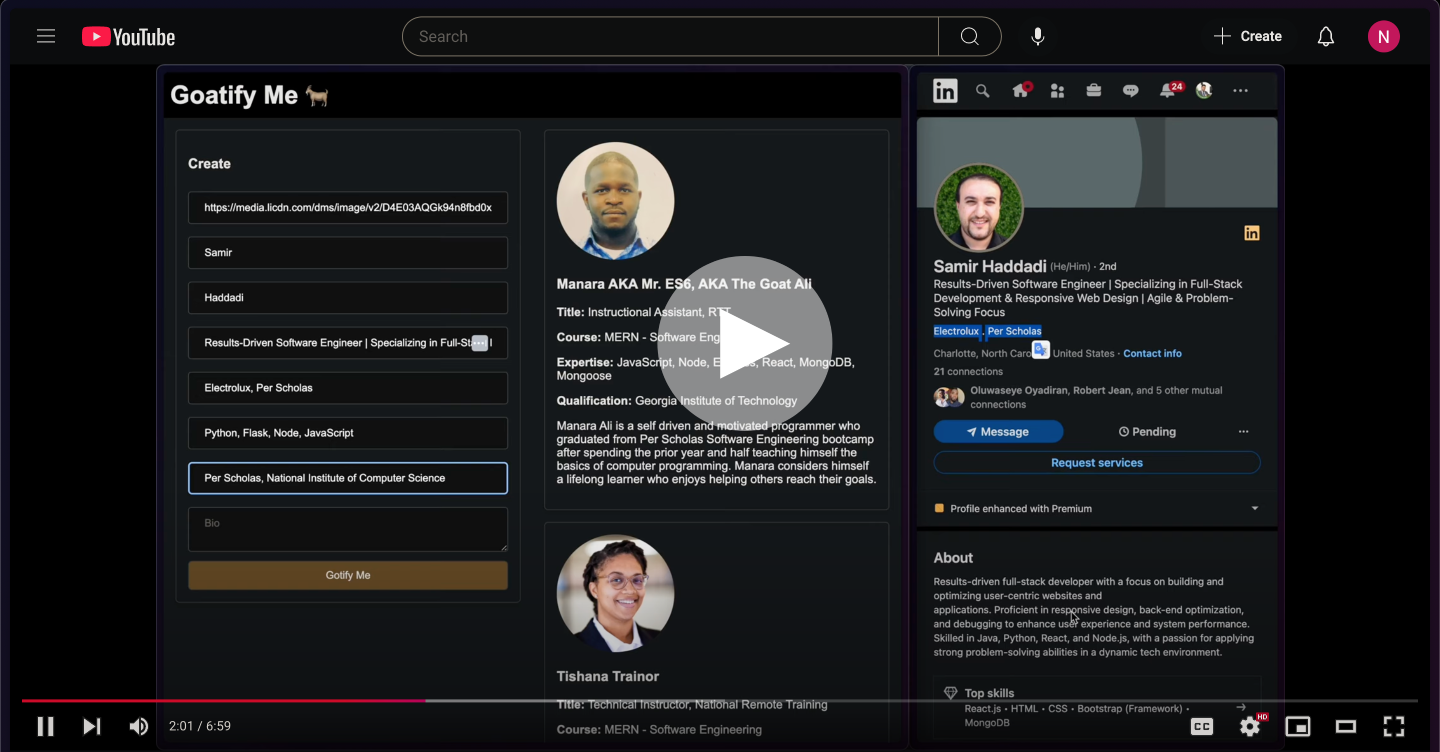 YouTube
Search
Create
N
Goatify Me
Create
https://media.licdn.com/dms/image/v2/D4E03AQGk94n8fbd0x
Samir
Haddadi
Results-Driven Software Engineer | Specializing in Full-St
Electrolux, Per Scholas
Python, Flask, Node, JavaScript
Per Scholas, National Institute of Computer Science
Bio
Gotify Me
Manara AKA Mr. ES6, AKA The Goat Ali
Title: Instructional Assistant, RTT
Course: MERN - Software Eng
Expertise: JavaScript, Node, E s, React, MongoDB,
Mongoose
Qualification: Georgia Institute of Technology
Manara Ali is a self driven and motivated programmer who
graduated from Per Scholas Software Engineering bootcamp
after spending the prior year and half teaching himself the
basics of computer programming. Manara considers himself
a lifelong learner who enjoys helping others reach their goals.
Tishana Trainor
Title: Technical Instructor, National Remote Training
Course: MERN - Software Engineering
in
24
in
Samir Haddadi (He/Him) · 2nd
Results-Driven Software Engineer | Specializing in Full-Stack
Development & Responsive Web Design | Agile & Problem-
Solving Focus
Electrolux . Per Scholas
Charlotte, North Caro United States · Contact info
21 connections
Oluwaseye Oyadiran, Robert Jean, and 5 other mutual
connections
Message
Pending
Request services
Profile enhanced with Premium
About
Results-driven full-stack developer with a focus on building and
optimizing user-centric websites and
applications. Proficient in responsive design, back-end optimization,
and debugging to enhance user experience and system performance.
Skilled in Java, Python, React, and Node.js, with a passion for applying
strong problem-solving abilities in a dynamic tech environment.
Top skills
React.js • HTML • CSS • Bootstrap (Framework) •
MongoDB
2:01 / 6:59
CC
HD